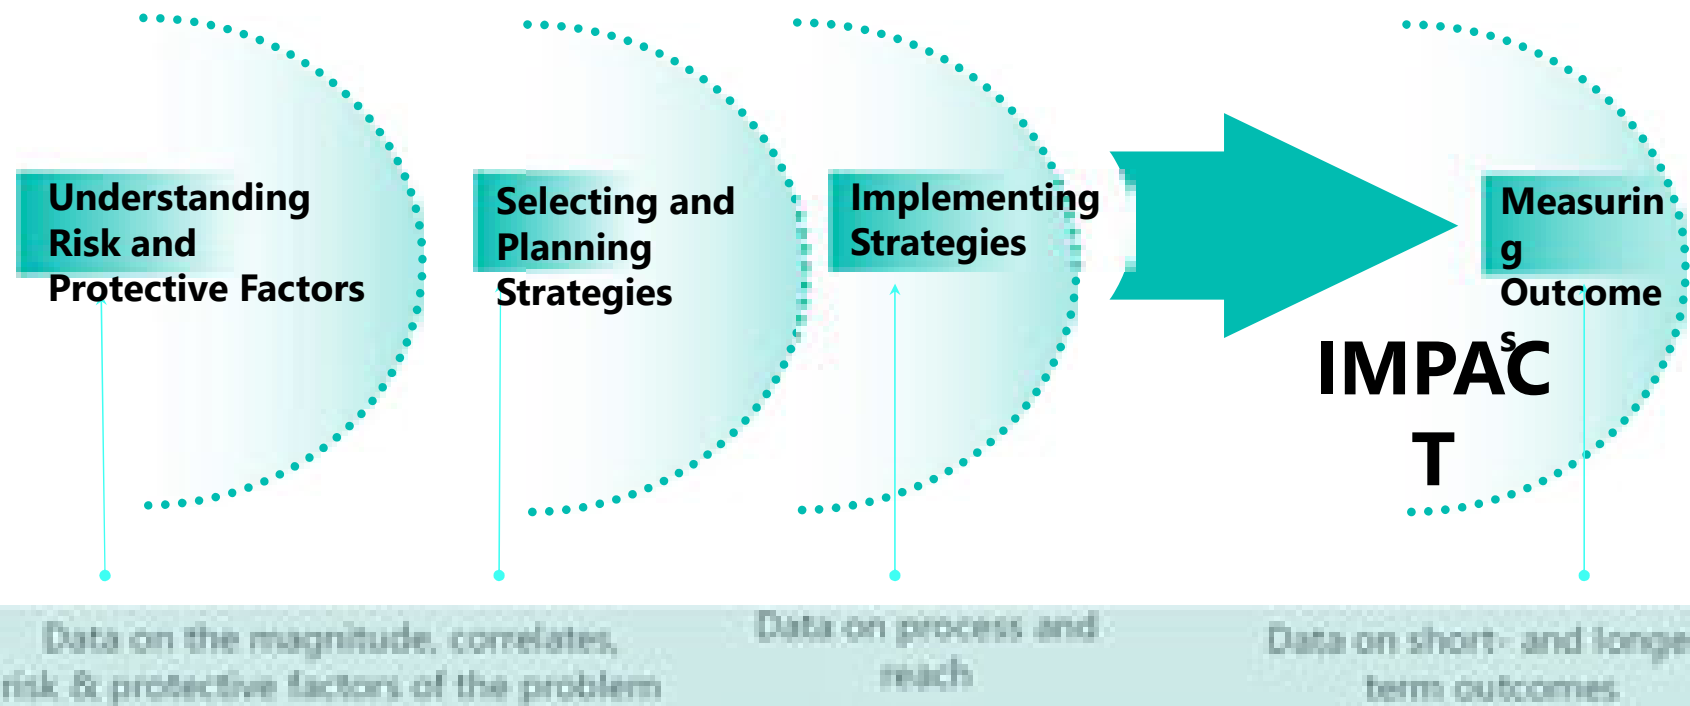 Understanding
Risk and
Protective Factors
Selecting and
Planning
Strategies
Implementing
Strategies
Measurin
g
Outcome
s
IMPAC
T
Data on the magnitude, correlates,
risk & protective factors of the problem
Data on process and
reach
Data on short- and longe
term outcomes